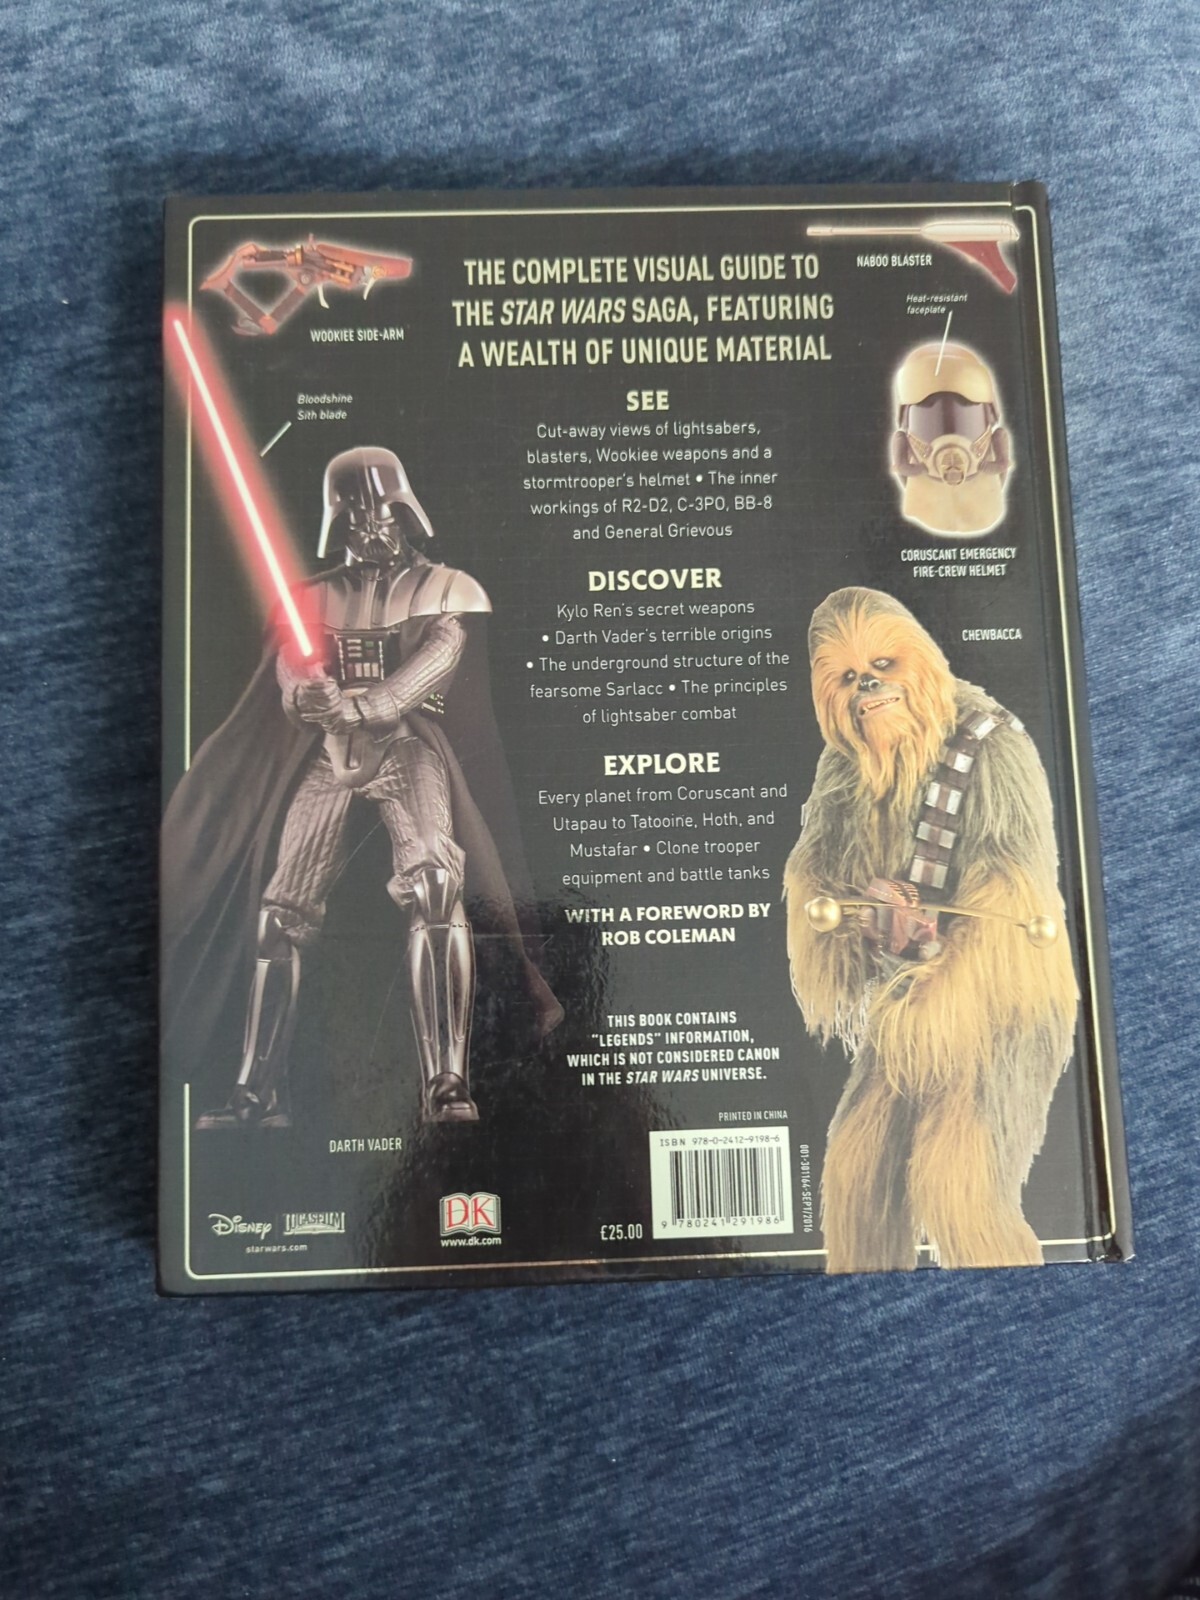 THE COMPLETE VISUAL GUIDE TO
THE STAR WARS SAGA, FEATURING
A WEALTH OF UNIQUE MATERIAL
WOOKIEE SIDE-ARM
NABOO BLASTER
Heat-resistant
faceplate
Bloodshine
Sith blade
SEE
Cut-away views of lightsabers,
blasters, Wookiee weapons and a
stormtrooper's helmet • The inner
workings of R2-D2, C-3PO, BB-8
and General Grievous
CORUSCANT EMERGENCY
FIRE-CREW HELMET
DISCOVER
Kylo Ren's secret weapons
• Darth Vader's terrible origins
• The underground structure of the
fearsome Sarlacc • The principles
of lightsaber combat
CHEWBACCA
EXPLORE
Every planet from Coruscant and
Utapau to Tatooine, Hoth, and
Mustafar • Clone trooper
equipment and battle tanks
WITH A FOREWORD BY
ROB COLEMAN
THIS BOOK CONTAINS
"LEGENDS" INFORMATION,
WHICH IS NOT CONSIDERED CANON
IN THE STAR WARS UNIVERSE.
DARTH VADER
PRINTED IN CHINA
ISBN 978-0-2412-9198-6
9 780241 291986
001-301164-SEPT/2016
£25.00
DISNEY LUCASFILM
starwars.com
DK
www.dk.com